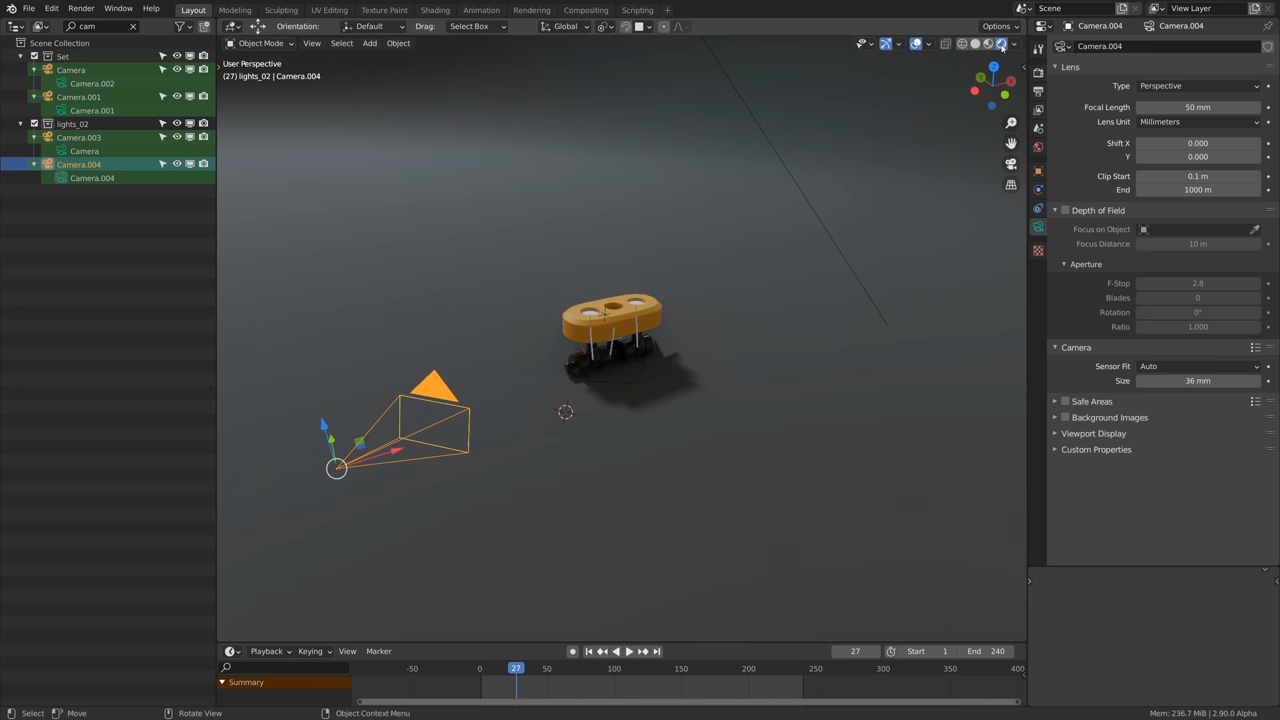 File Edit Render Window Help Layout Modeling Sculpting UV Editing Texture Paint Shading Animation Rendering Compositing Scripting + Scene View Layer
cam Orientation: Default Drag: Select Box Global Options Camera.004 Camera.004
Scene Collection Object Mode View Select Add Object Camera.004
Set
Camera
Camera.002
Camera.001
Camera.001
lights_02
Camera.003
Camera
Camera.004
Camera.004
User Perspective
(27) lights_02 | Camera.004
Z
Y
X
Lens
Type Perspective
Focal Length 50 mm
Lens Unit Millimeters
Shift X 0.000
Y 0.000
Clip Start 0.1 m
End 1000 m
Depth of Field
Focus on Object
Focus Distance 10 m
Aperture
F-Stop 2.8
Blades 0
Rotation 0°
Ratio 1.000
Camera
Sensor Fit Auto
Size 36 mm
Safe Areas
Background Images
Viewport Display
Custom Properties
Playback Keying View Marker 27 Start 1 End 240
-50 0 27 50 100 150 200 250 300 350 400
Summary
Select Move Rotate View Object Context Menu Mem: 236.7 MiB | 2.90.0 Alpha